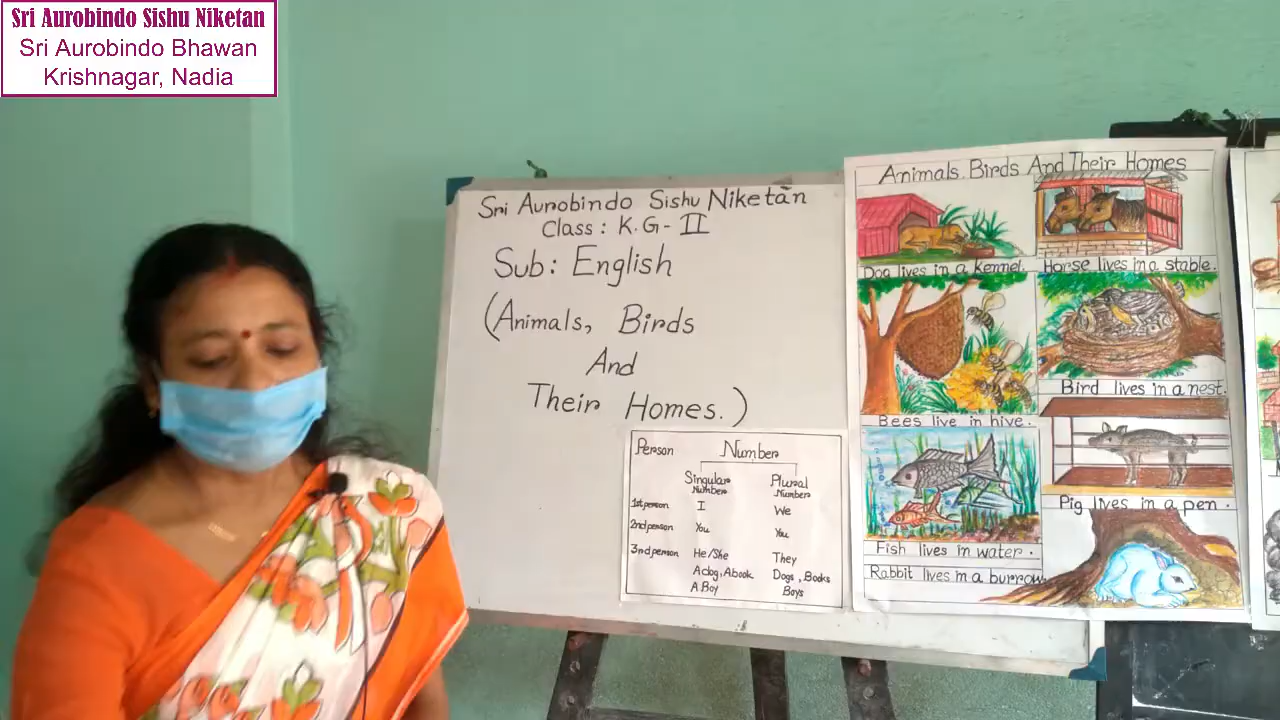 Sri Aurobindo Sishu Niketan
Sri Aurobindo Bhawan
Krishnagar, Nadia
Sri Aurobindo Sishu Niketan
Class : K.G - II
Sub : English
(Animals, Birds
And
Their Homes.)
Person Number
Singular Number Plural Number
1st person I We
2nd person You You
3rd person He/She They
A dog, A book Dogs, Books
A Boy Boys
Animals, Birds And Their Homes
Dog lives in a kennel. Horse lives in a stable.
Bees live in hive. Bird lives in a nest.
Fish lives in water. Pig lives in a pen.
Rabbit lives in a burrow